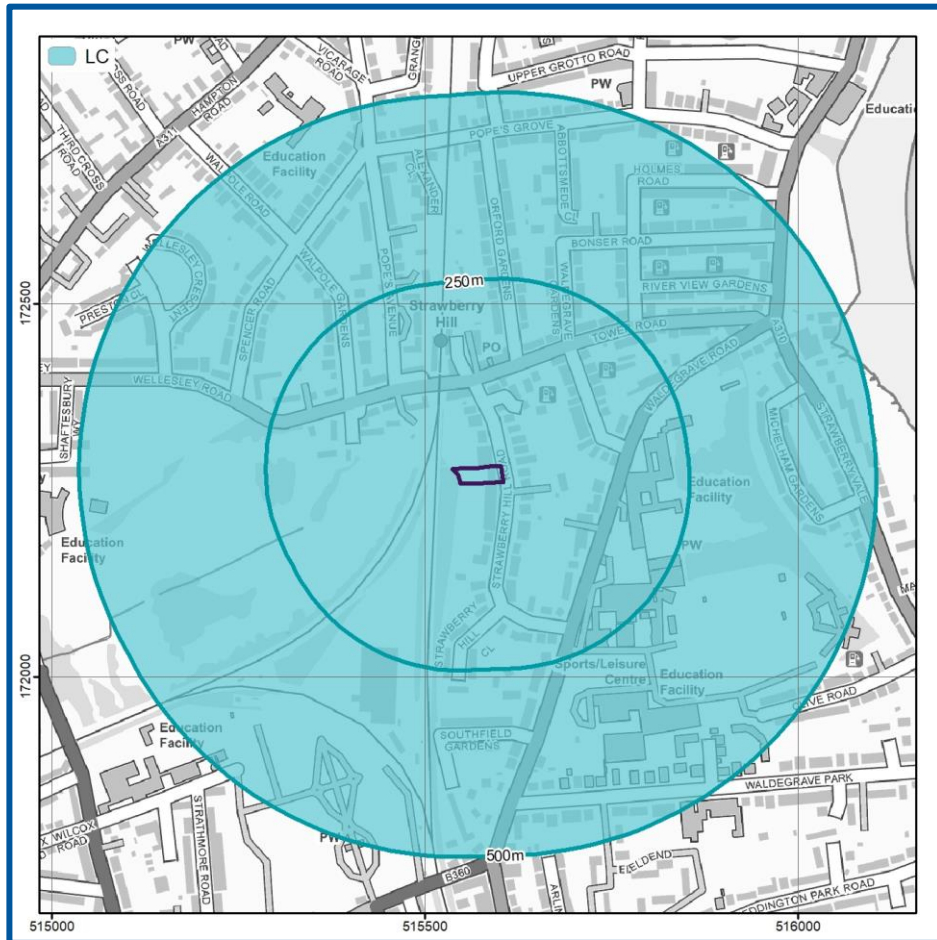 LC
PW
VICARAGE ROAD
GRANGE
UPPER GROTTO ROAD
PW
HAMPTON ROAD
A311
THIRD CROSS ROAD
Education Facility
POPE'S GROVE
ALEXANDER CL
ABBOTSMEDE CL
HOLMES ROAD
WALPOLE ROAD
ORFORD GARDENS
BONSER ROAD
WELLESLEY CRESCENT
SPENCER ROAD
WALPOLE GARDENS
POPE'S AVENUE
250m
RIVER VIEW GARDENS
172500
Strawberry Hill
PO
WALDEGRAVE GARDENS
TOWER ROAD
A310
WELLESLEY ROAD
WALDEGRAVE ROAD
SHAFTESBURY WY
MICHELHAM GARDENS
STRAWBERRY VALE
STRAWBERRY HILL ROAD
Education Facility
Education Facility
PW
STRAWBERRY HILL CL
172000
Sports/Leisure Centre
Education Facility
CLIVE ROAD
Education Facility
SOUTHFIELD GARDENS
WALDEGRAVE PARK
WILCOX ROAD
STRATHMORE ROAD
PW
500m
B360
TEDDINGTON PARK ROAD
515000
515500
516000